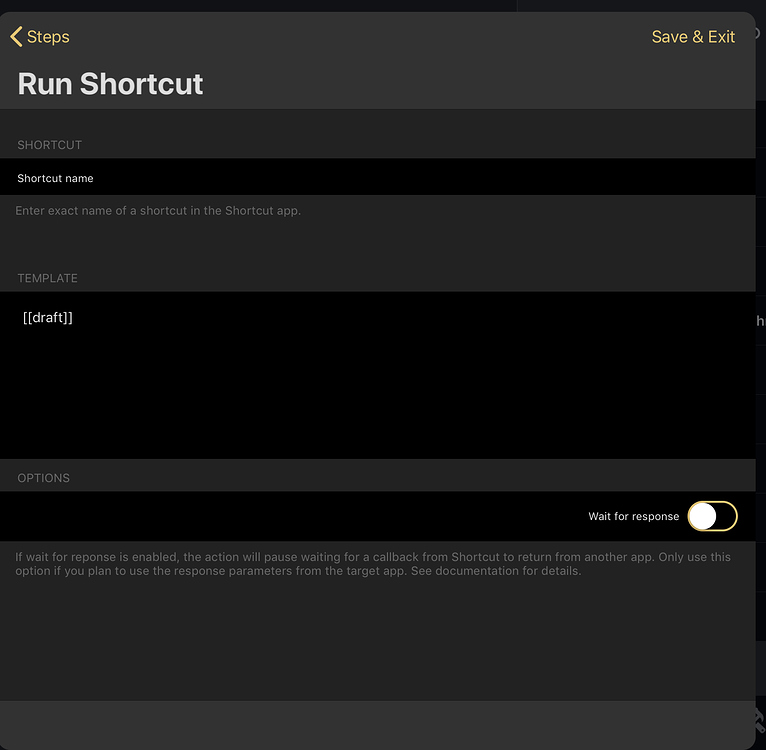 Steps
Save & Exit
Run Shortcut
SHORTCUT
Shortcut name
Enter exact name of a shortcut in the Shortcut app.
TEMPLATE
[[draft]]
OPTIONS
Wait for response
If wait for reponse is enabled, the action will pause waiting for a callback from Shortcut to return from another app. Only use this
option if you plan to use the response parameters from the target app. See documentation for details.